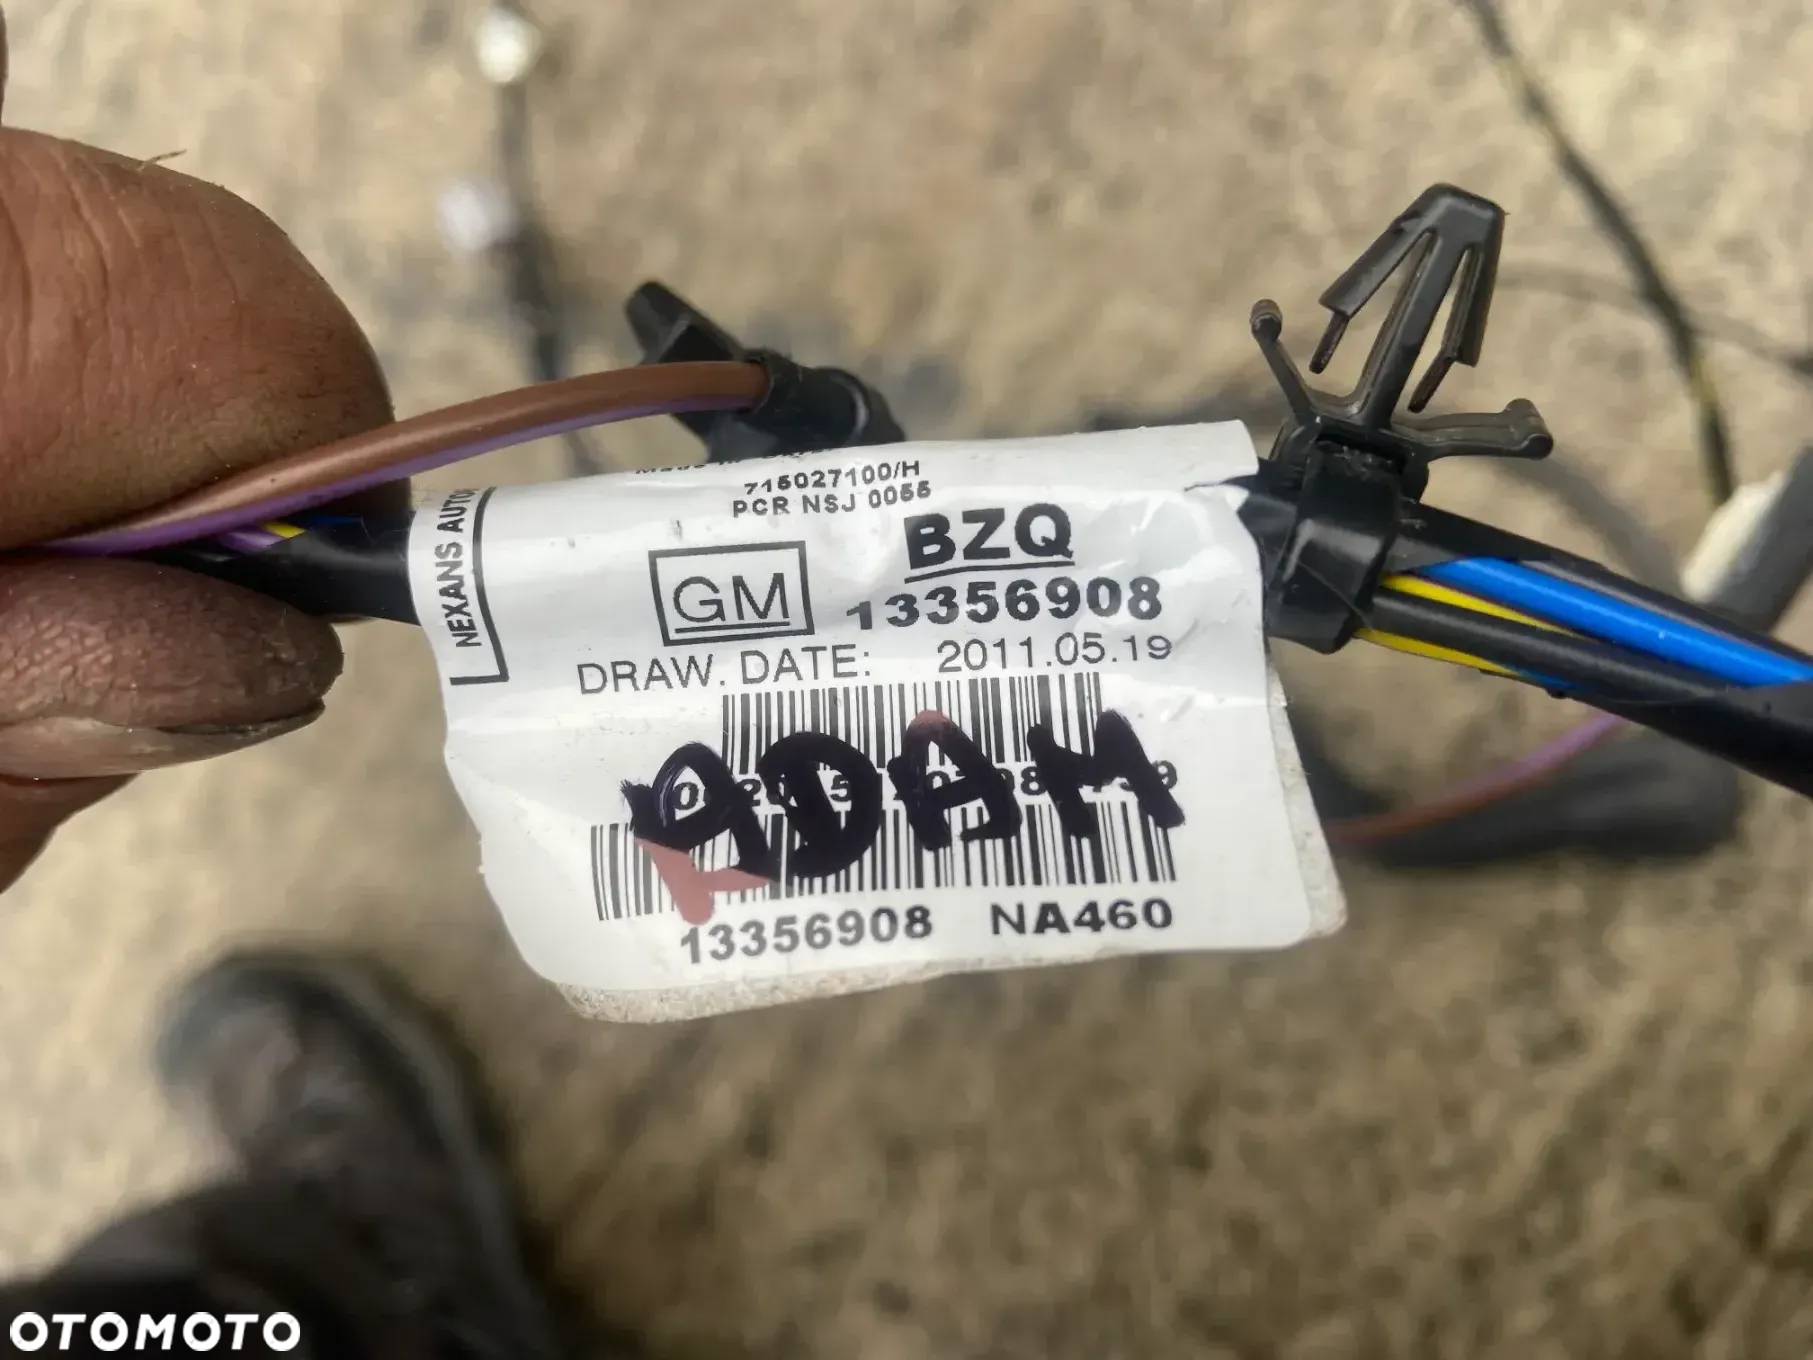 NEXANS AUTO
715027100/H
PCR NSJ 0055
BZQ
GM
13356908
DRAW. DATE: 2011.05.19
ADAM
13356908 NA460
OTOMOTO